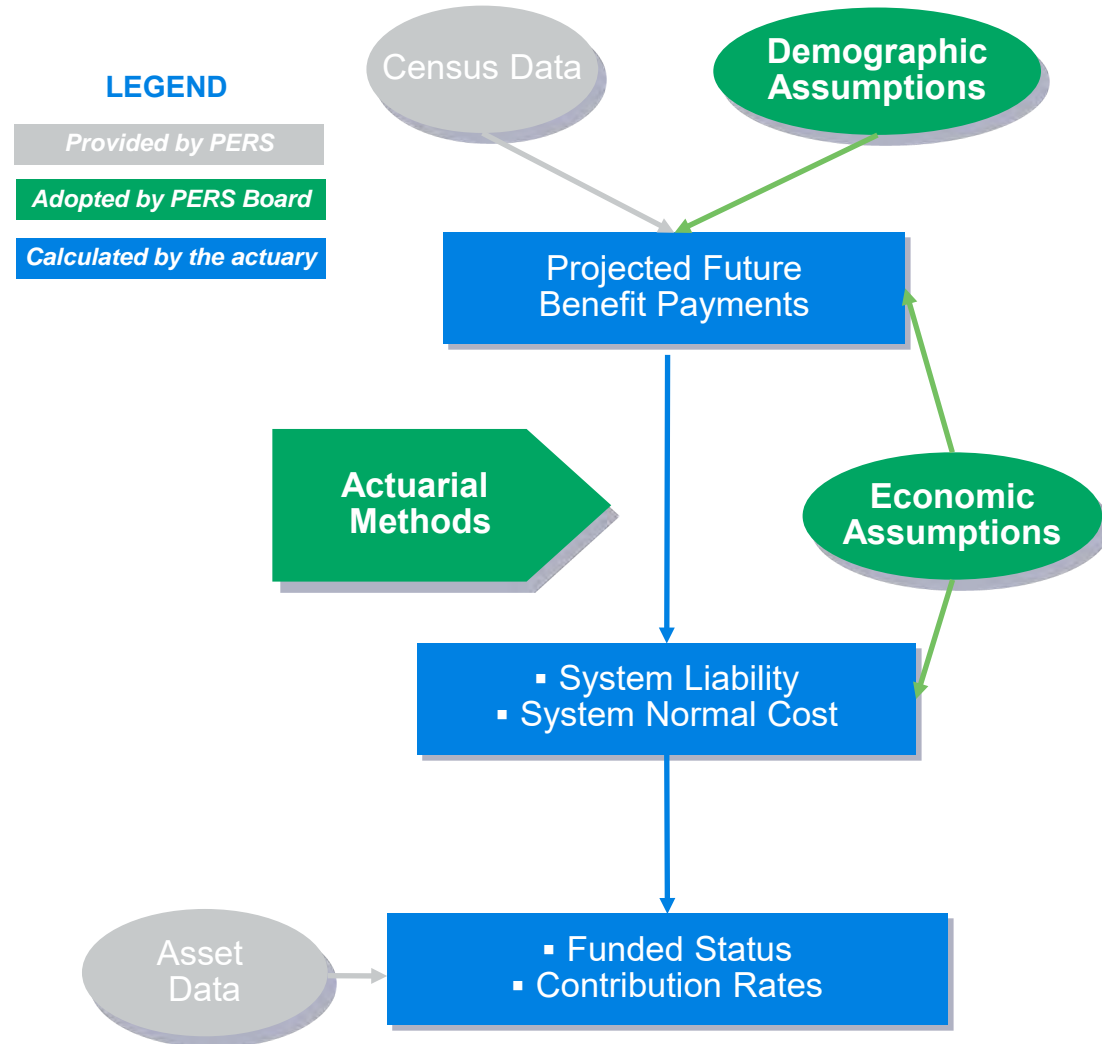 LEGEND
Provided by PERS
Adopted by PERS Board
Calculated by the actuary
Census Data
Demographic
Assumptions
Projected Future
Benefit Payments
Actuarial
Methods
Economic
Assumptions
▪ System Liability
▪ System Normal Cost
Asset
Data
▪ Funded Status
▪ Contribution Rates